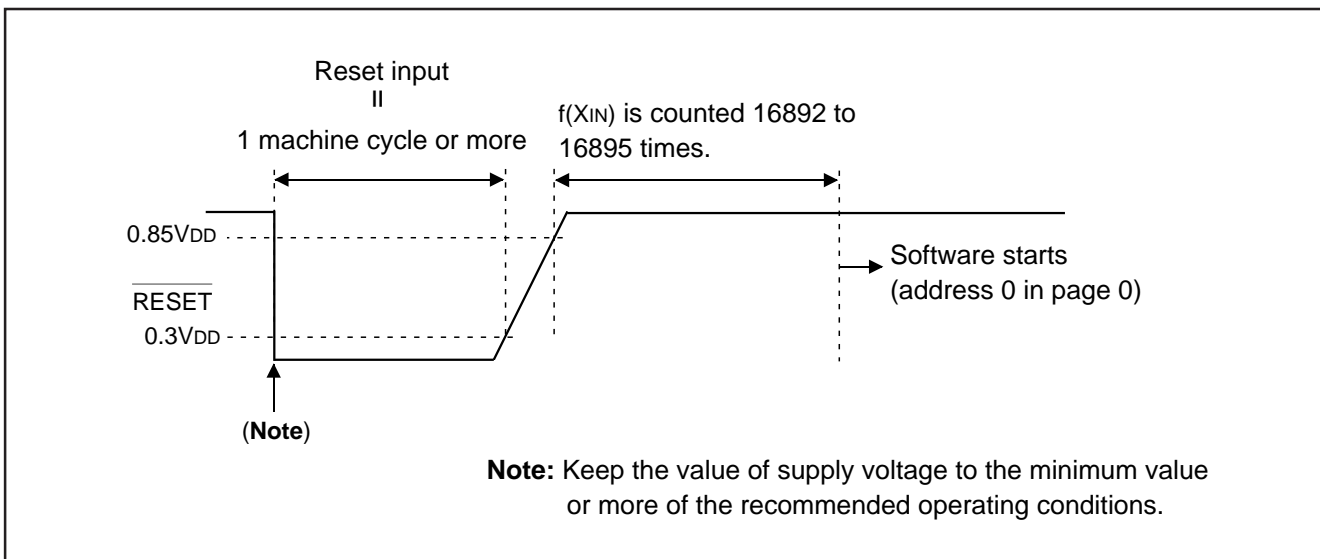 Reset input
=
1 machine cycle or more
f(XIN) is counted 16892 to
16895 times.
0.85VDD
RESET
0.3VDD
Software starts
(address 0 in page 0)
(Note)
Note: Keep the value of supply voltage to the minimum value
or more of the recommended operating conditions.